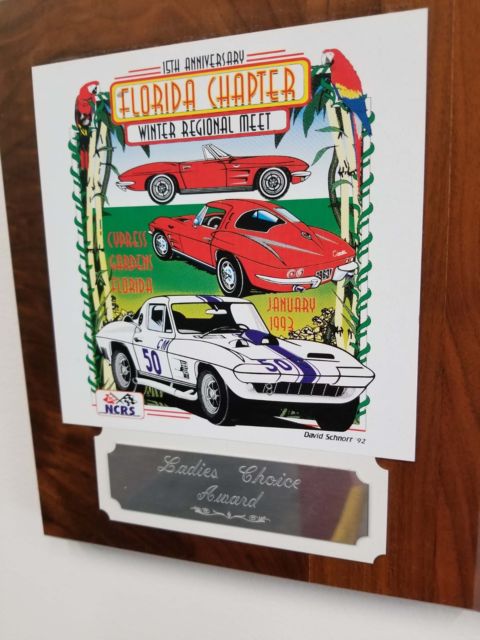 15TH ANNIVERSARY
FLORIDA CHAPTER
WINTER REGIONAL MEET
CYPRESS
GARDENS
FLORIDA
JANUARY
1993
50
50
NCRS
David Schnorr '92
Ladies Choice
Award